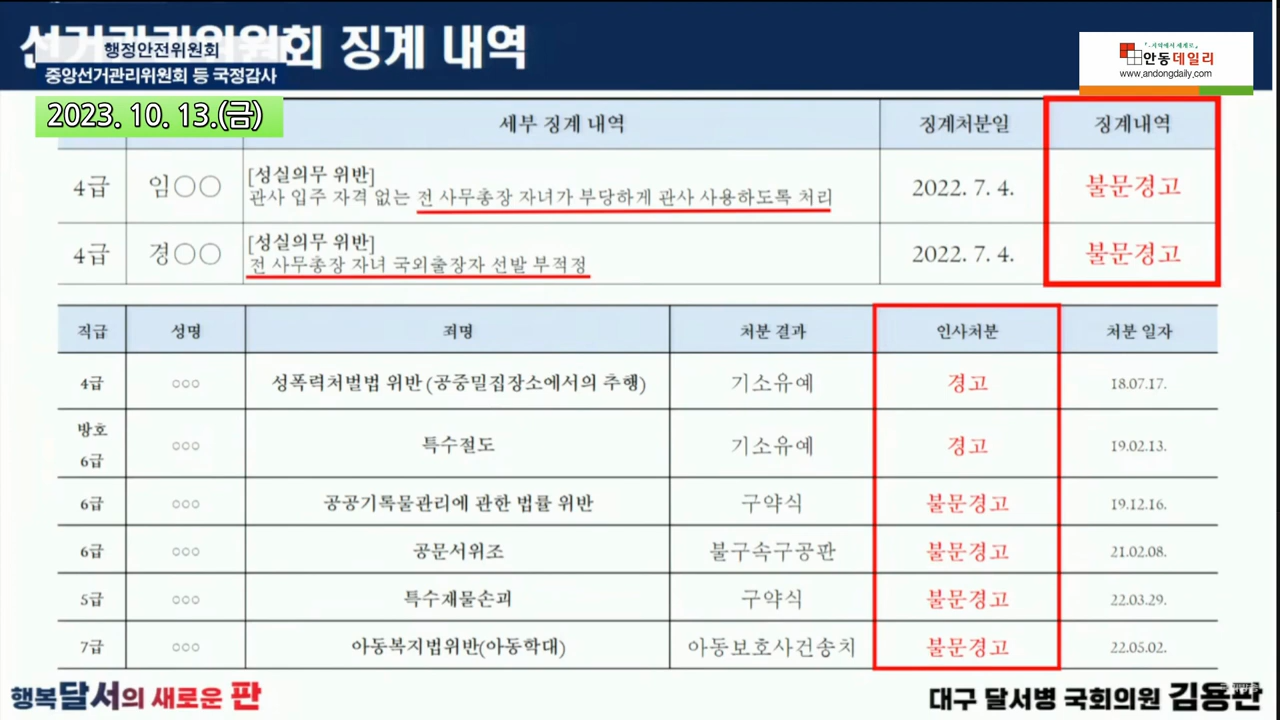 선거관리위원회 징계 내역
행정안전위원회
중앙선거관리위원회 등 국정감사
2023. 10. 13.(금)
안동데일리
www.andongdaily.com
세부 징계 내역 징계처분일 징계내역
4급 임○○ [성실의무 위반]
관사 입주 자격 없는 전 사무총장 자녀가 부당하게 관사 사용하도록 처리 2022. 7. 4. 불문경고
4급 경○○ [성실의무 위반]
전 사무총장 자녀 국외출장자 선발 부적정 2022. 7. 4. 불문경고
직급 성명 죄명 처분 결과 인사처분 처분 일자
4급 ○○○ 성폭력처벌법 위반 (공중밀집장소에서의 추행) 기소유예 경고 18.07.17.
방호
6급 ○○○ 특수절도 기소유예 경고 19.02.13.
6급 ○○○ 공공기록물관리에 관한 법률 위반 구약식 불문경고 19.12.16.
6급 ○○○ 공문서위조 불구속구공판 불문경고 21.02.08.
5급 ○○○ 특수재물손괴 구약식 불문경고 22.03.29.
7급 ○○○ 아동복지법위반(아동학대) 아동보호사건송치 불문경고 22.05.02.
행복달서의 새로운 판
대구 달서병 국회의원 김용판